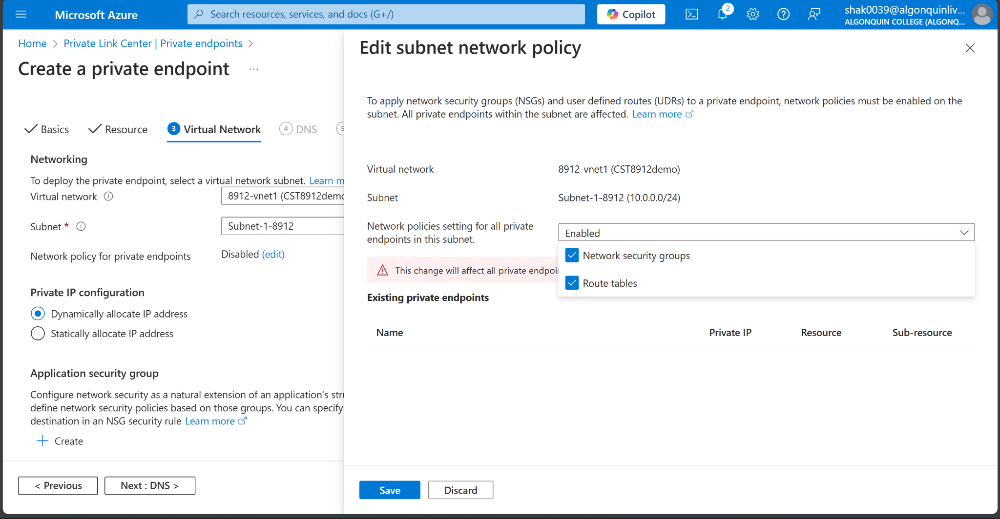 Microsoft Azure
Search resources, services, and docs (G+/)
Copilot
2
shak0039@algonquinliv...
ALGONQUIN COLLEGE (ALGONQ...
Home > Private Link Center | Private endpoints >
Create a private endpoint ...
Basics
Resource
3 Virtual Network
4 DNS
5
Networking
To deploy the private endpoint, select a virtual network subnet. Learn m
Virtual network
8912-vnet1 (CST8912demo
Subnet *
Subnet-1-8912
Network policy for private endpoints
Disabled (edit)
Private IP configuration
Dynamically allocate IP address
Statically allocate IP address
Application security group
Configure network security as a natural extension of an application's stru
define network security policies based on those groups. You can specify
destination in an NSG security rule Learn more
+ Create
< Previous
Next : DNS >
Edit subnet network policy
To apply network security groups (NSGs) and user defined routes (UDRs) to a private endpoint, network policies must be enabled on the
subnet. All private endpoints within the subnet are affected. Learn more
Virtual network
8912-vnet1 (CST8912demo)
Subnet
Subnet-1-8912 (10.0.0.0/24)
Network policies setting for all private
endpoints in this subnet.
Enabled
Network security groups
Route tables
This change will affect all private endpoi
Existing private endpoints
Name
Private IP
Resource
Sub-resource
Save
Discard